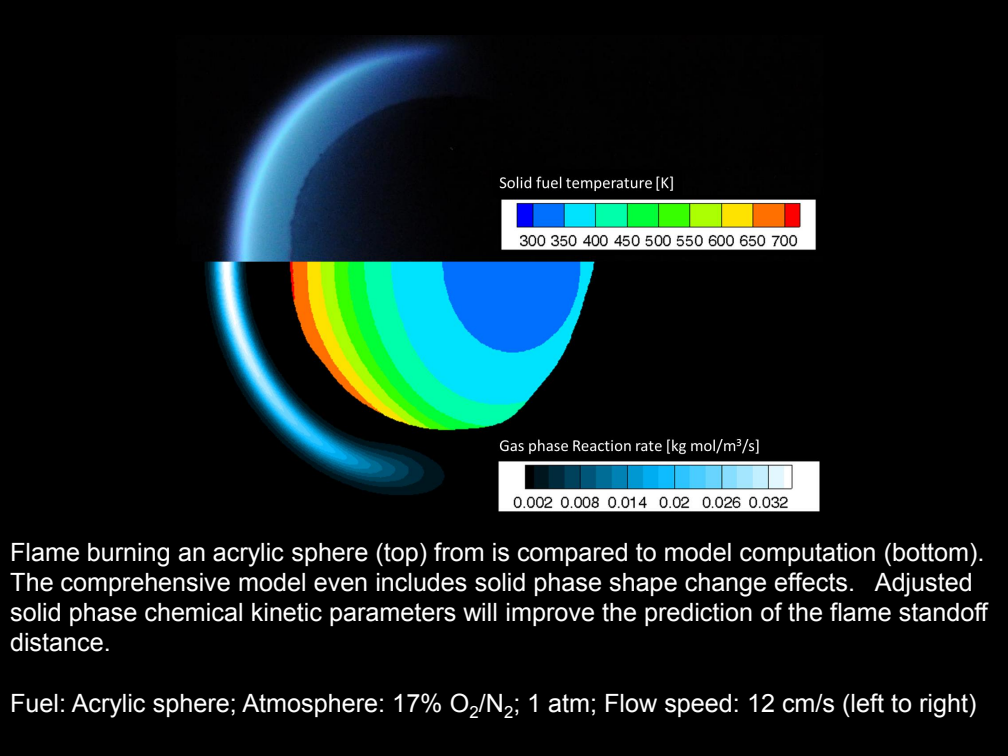 Solid fuel temperature [K]
300 350 400 450 500 550 600 650 700
Gas phase Reaction rate [kg mol/m³/s]
0.002 0.008 0.014 0.02 0.026 0.032
Flame burning an acrylic sphere (top) from is compared to model computation (bottom).
The comprehensive model even includes solid phase shape change effects. Adjusted
solid phase chemical kinetic parameters will improve the prediction of the flame standoff
distance.
Fuel: Acrylic sphere; Atmosphere: 17% O₂/N₂; 1 atm; Flow speed: 12 cm/s (left to right)